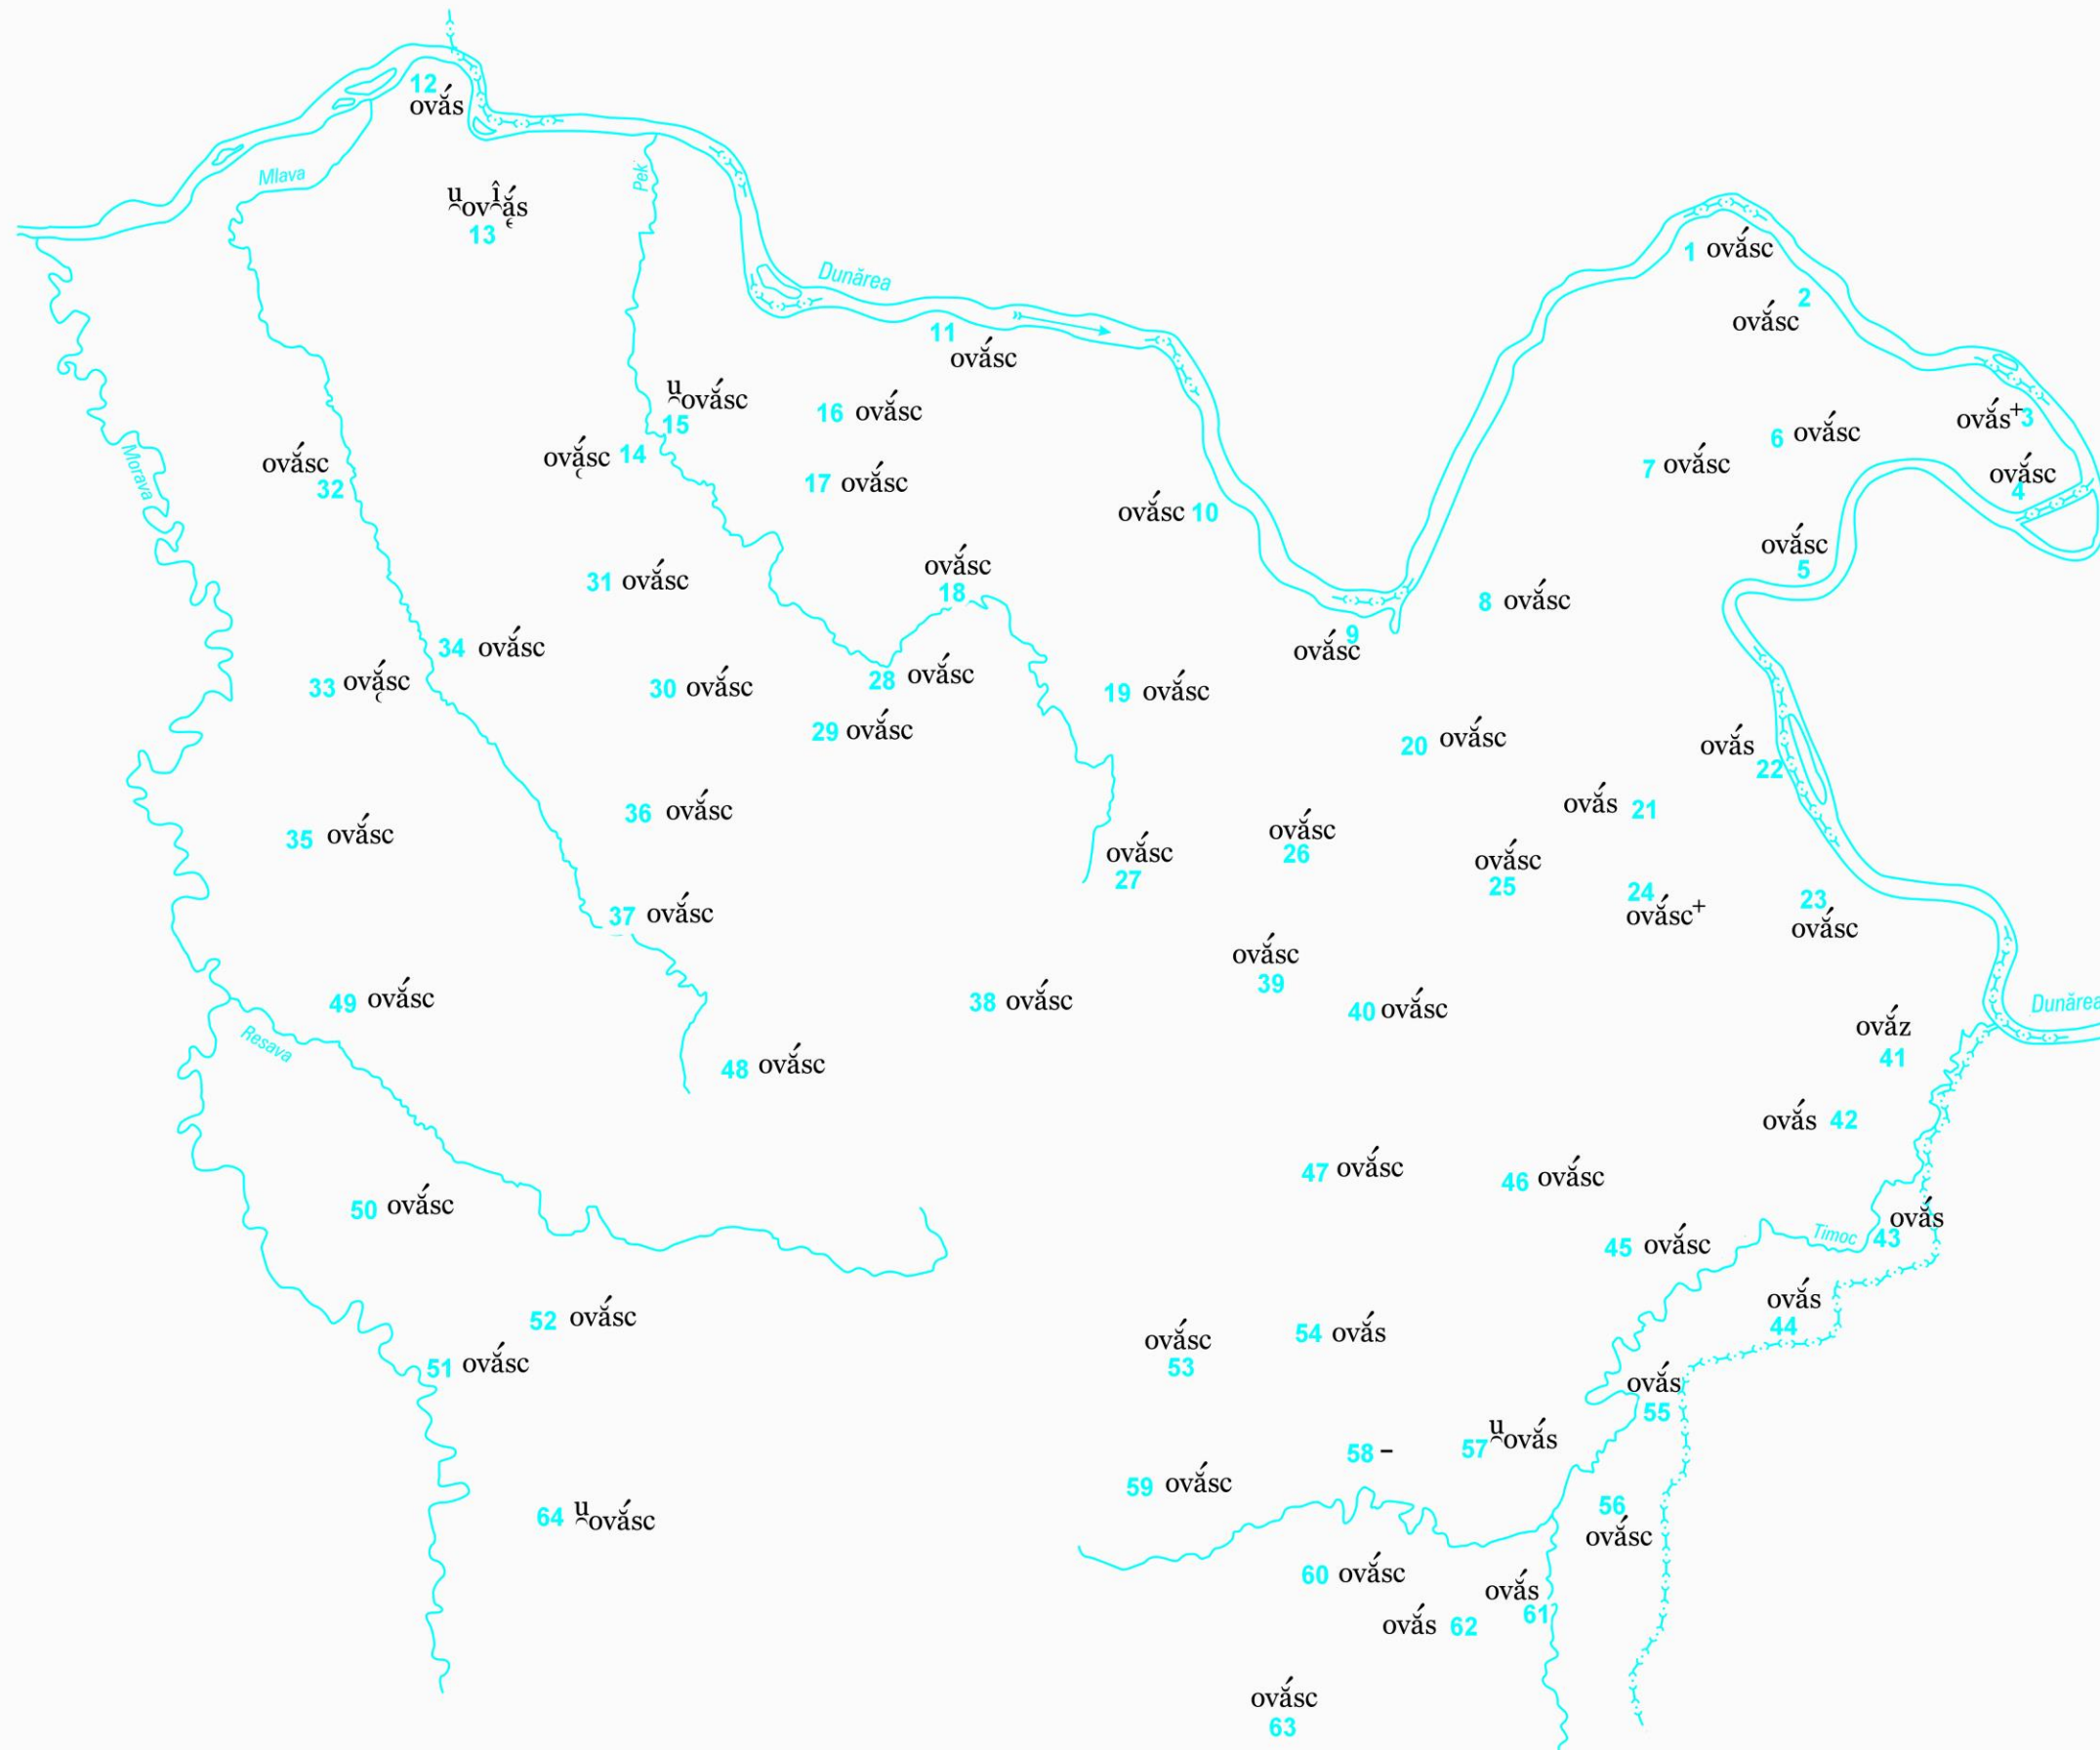 12
ovắs
Mlava
Pek
u̯ovî̯ắ̜s
13
1 ovắsc
2
ovắsc
Dunărea
11
ovắsc
u̯ovắsc
15
16 ovắsc
ovắs+ 3
6 ovắsc
7 ovắsc
ovắsc
4
Morava
ovắsc
32
ovắ̜sc 14
17 ovắsc
ovắsc 10
ovắsc
5
31 ovắsc
ovắsc
18
8 ovắsc
9
ovắsc
34 ovắsc
33 ovắ̜sc
30 ovắsc
28 ovắsc
19 ovắsc
29 ovắsc
20 ovắsc
ovắs
22
36 ovắsc
35 ovắsc
ovắs 21
ovắsc
26
ovắsc
27
ovắsc
25
24
ovắsc+
23
ovắsc
37 ovắsc
ovắsc
39
49 ovắsc
38 ovắsc
40 ovắsc
Dunărea
Resava
ovắz
41
48 ovắsc
ovắs 42
47 ovắsc
46 ovắsc
50 ovắsc
ovắs
43
Timoc
45 ovắsc
ovắs
44
52 ovắsc
51 ovắsc
ovắsc
53
54 ovắs
ovắs
55
58 –
57 u̯ovắs
59 ovắsc
56
ovắsc
64 u̯ovắsc
60 ovắsc
ovắs
61
ovắs 62
ovắsc
63